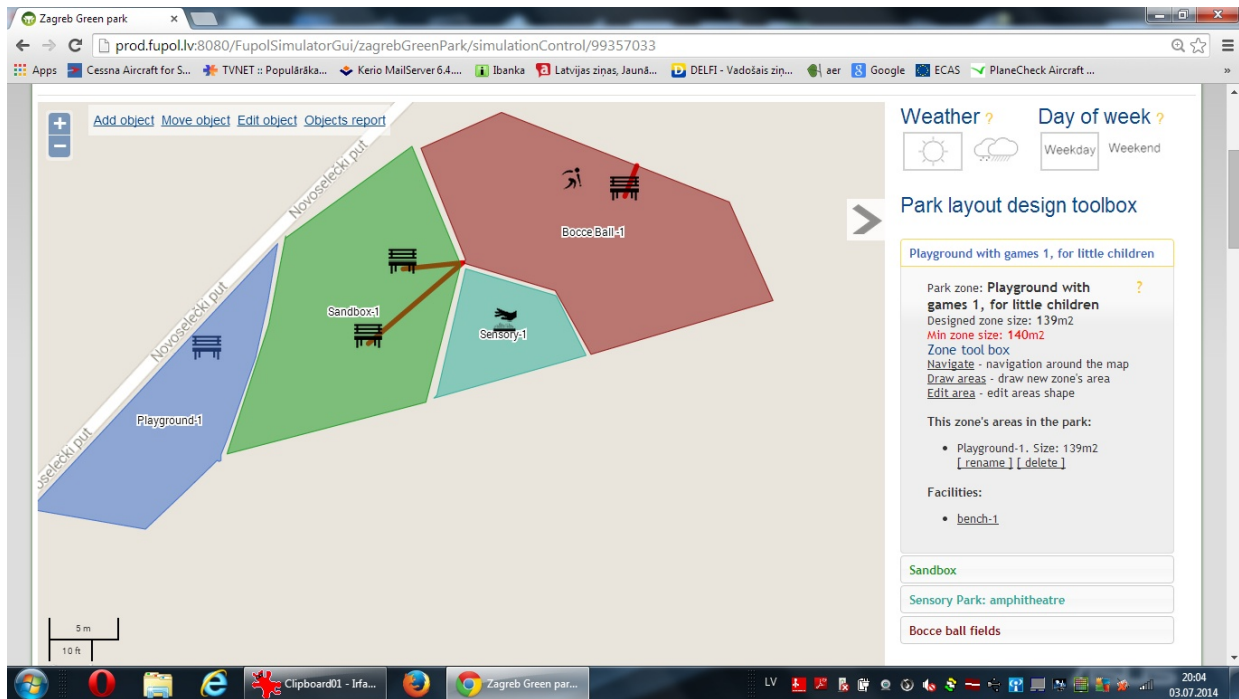 Zagreb Green park
prod.fupol.lv:8080/FupolSimulatorGui/zagrebGreenPark/simulationControl/99357033
Apps Cessna Aircraft for S... TVNET :: Populārāka... Kerio MailServer 6.4.... Ibanka Latvijas ziņas, Jaunā... DELFI - Vadošais ziņ... aer Google ECAS PlaneCheck Aircraft ... »
+
−
Add object Move object Edit object Objects report
Novoselečki put
Novoselečki put
oselečki put
Bocce Ball-1
Sandbox-1
Sensory-1
Playground-1
5 m
10 ft
Weather ? Day of week ?
Weekday Weekend
Park layout design toolbox
Playground with games 1, for little children
Park zone: Playground with ?
games 1, for little children
Designed zone size: 139m2
Min zone size: 140m2
Zone tool box
Navigate - navigation around the map
Draw areas - draw new zone's area
Edit area - edit areas shape
This zone's areas in the park:
• Playground-1. Size: 139m2
[ rename ] [ delete ]
Facilities:
• bench-1
Sandbox
Sensory Park: amphitheatre
Bocce ball fields
Clipboard01 - Irfa... Zagreb Green par... LV 20:04
03.07.2014